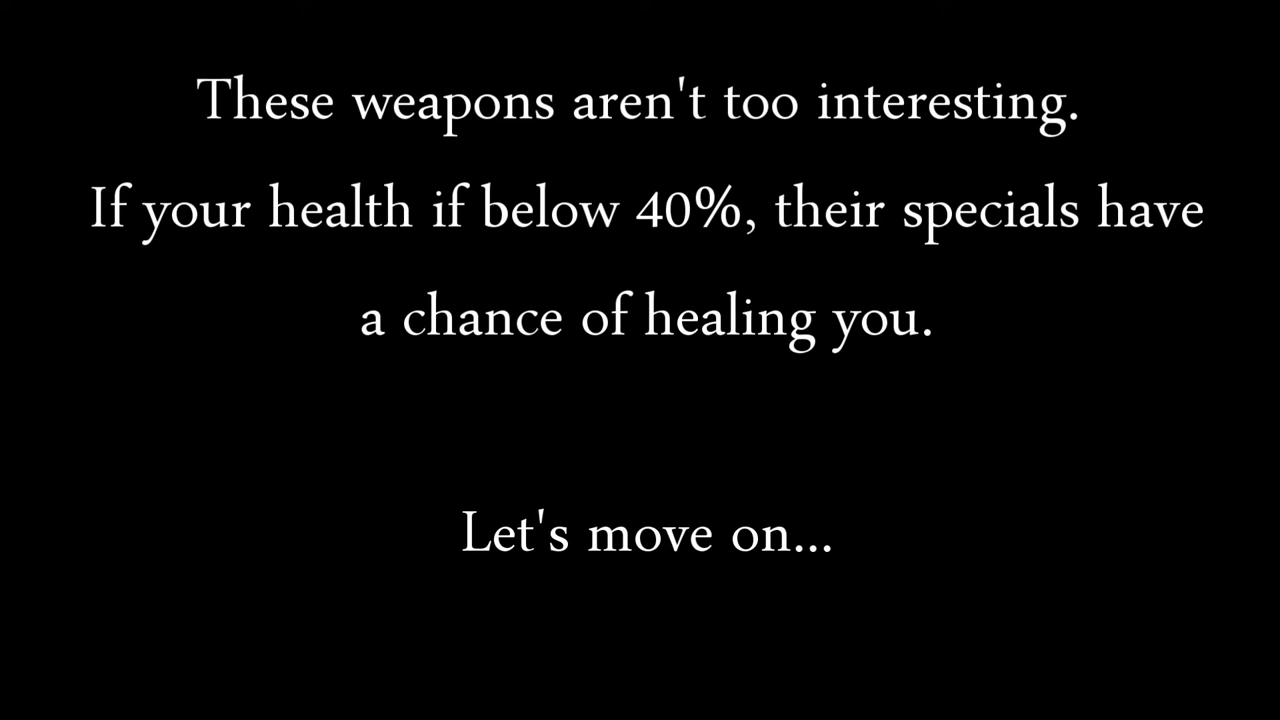 These weapons aren't too interesting.
If your health if below 40%, their specials have
a chance of healing you.
Let's move on...